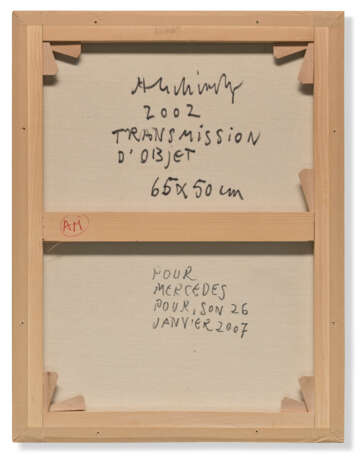 2002
TRANSMISSION
D'OBJET
65x50 cm
AM
POUR
MERCEDES
POUR, SON 26
JANVIER 2007